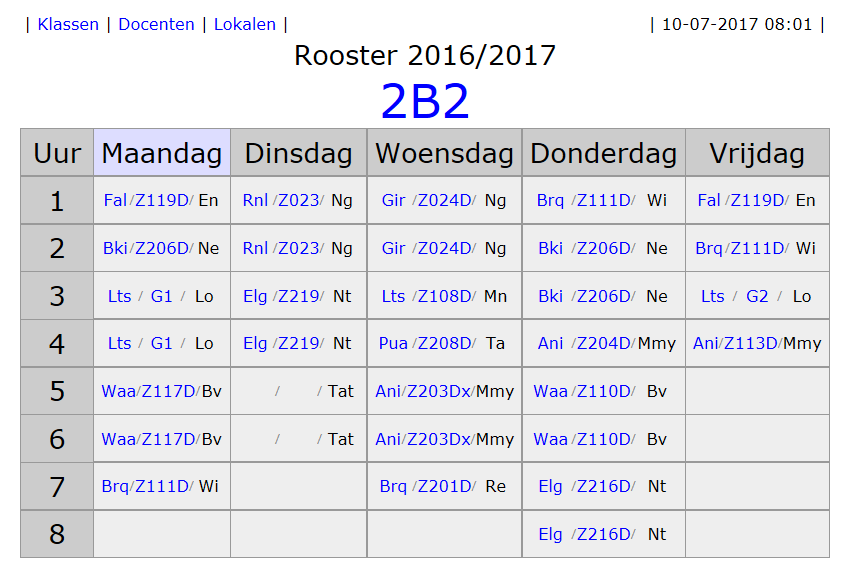 | Klassen | Docenten | Lokalen | | 10-07-2017 08:01 |
Rooster 2016/2017
2B2
Uur Maandag Dinsdag Woensdag Donderdag Vrijdag
1 Fal/Z119D/ En Rnl /Z023/ Ng Gir /Z024D/ Ng Brq /Z111D/ Wi Fal /Z119D/ En
2 Bki/Z206D/ Ne Rnl /Z023/ Ng Gir /Z024D/ Ng Bki /Z206D/ Ne Brq/Z111D/ Wi
3 Lts / G1 / Lo Elg /Z219/ Nt Lts /Z108D/ Mn Bki /Z206D/ Ne Lts / G2 / Lo
4 Lts / G1 / Lo Elg /Z219/ Nt Pua /Z208D/ Ta Ani /Z204D/Mmy Ani/Z113D/Mmy
5 Waa/Z117D/Bv / / Tat Ani/Z203Dx/Mmy Waa /Z110D/ Bv
6 Waa/Z117D/Bv / / Tat Ani/Z203Dx/Mmy Waa /Z110D/ Bv
7 Brq/Z111D/ Wi Brq /Z201D/ Re Elg /Z216D/ Nt
8 Elg /Z216D/ Nt